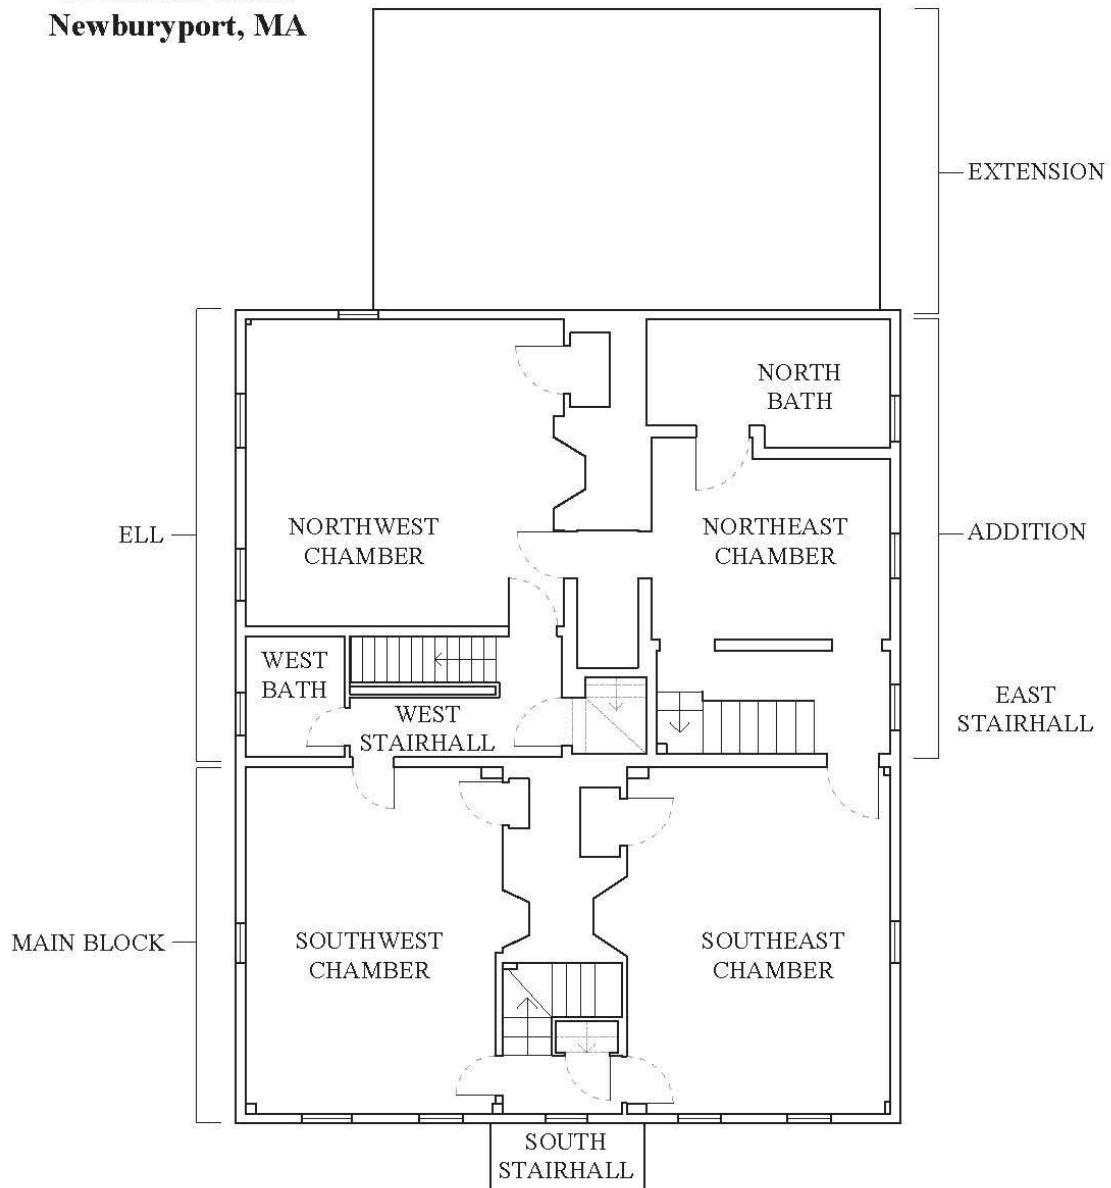 Newburyport, MA
EXTENSION
NORTH
BATH
NORTHWEST
CHAMBER
NORTHEAST
CHAMBER
ELL
ADDITION
WEST
BATH
WEST
STAIRHALL
EAST
STAIRHALL
MAIN BLOCK
SOUTHWEST
CHAMBER
SOUTHEAST
CHAMBER
SOUTH
STAIRHALL